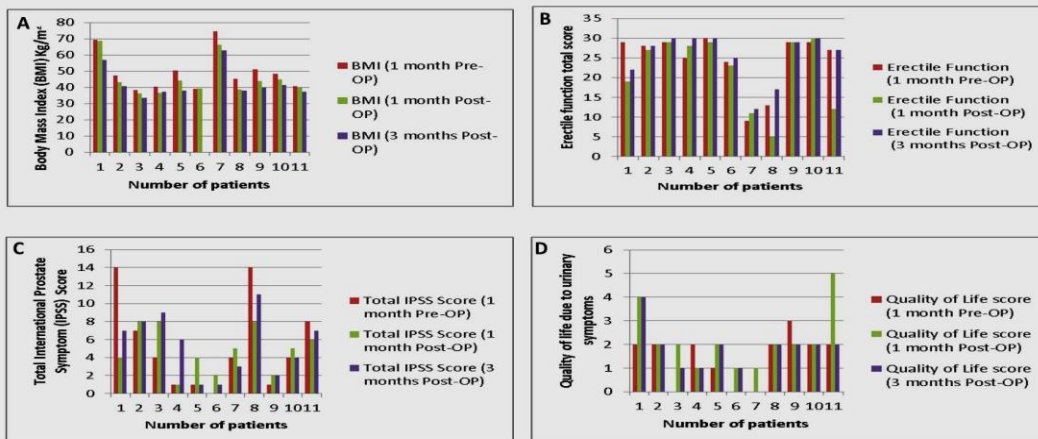 A
Body Mass Index (BMI) Kg/m²
80
70
60
50
40
30
20
10
0
1 2 3 4 5 6 7 8 9 10 11
Number of patients
BMI (1 month Pre-
OP)
BMI (1 month Post-
OP)
BMI (3 months Post-
OP)
B
Erectile function total score
35
30
25
20
15
10
5
0
1 2 3 4 5 6 7 8 9 10 11
Number of patients
Erectile Function
(1 month Pre-OP)
Erectile Function
(1 month Post-OP)
Erectile Function
(3 months Post-OP)
C
Total International Prostate
Symptom (IPSS) Score
16
14
12
10
8
6
4
2
0
1 2 3 4 5 6 7 8 9 10 11
Number of patients
Total IPSS Score (1
month Pre-OP)
Total IPSS Score (1
month Post-OP)
Total IPSS Score (3
months Post-OP)
D
Quality of life due to urinary
symptoms
6
5
4
3
2
1
0
1 2 3 4 5 6 7 8 9 10 11
Number of patients
Quality of Life score
(1 month Pre-OP)
Quality of Life score
(1 month Post-OP)
Quality of Life score
(3 months Post-OP)